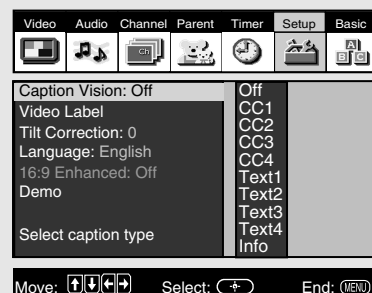 Video Audio Channel Parent Timer Setup Basic
Ch A B C
Caption Vision: Off
Video Label
Tilt Correction: 0
Language: English
16:9 Enhanced: Off
Demo
Select caption type
Off
CC1
CC2
CC3
CC4
Text1
Text2
Text3
Text4
Info
Move: Select: End: MENU